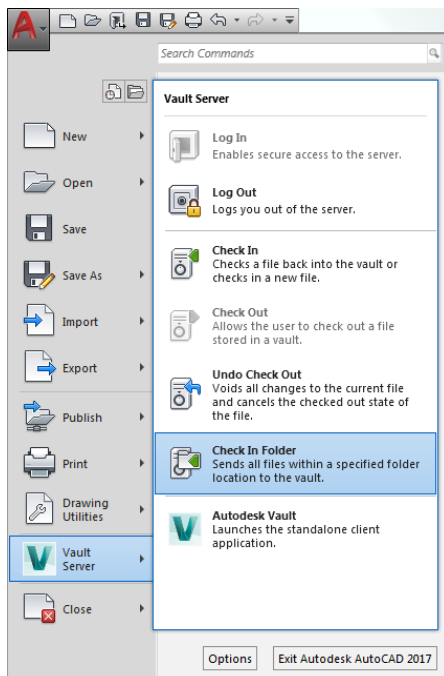 Search Commands
Vault Server
New
Log In
Enables secure access to the server.
Open
Log Out
Logs you out of the server.
Save
Check In
Checks a file back into the vault or
checks in a new file.
Save As
Check Out
Allows the user to check out a file
stored in a vault.
Import
Export
Undo Check Out
Voids all changes to the current file
and cancels the checked out state of
the file.
Publish
Print
Check In Folder
Sends all files within a specified folder
location to the vault.
Drawing
Utilities
Autodesk Vault
Launches the standalone client
application.
Vault
Server
Close
Options
Exit Autodesk AutoCAD 2017